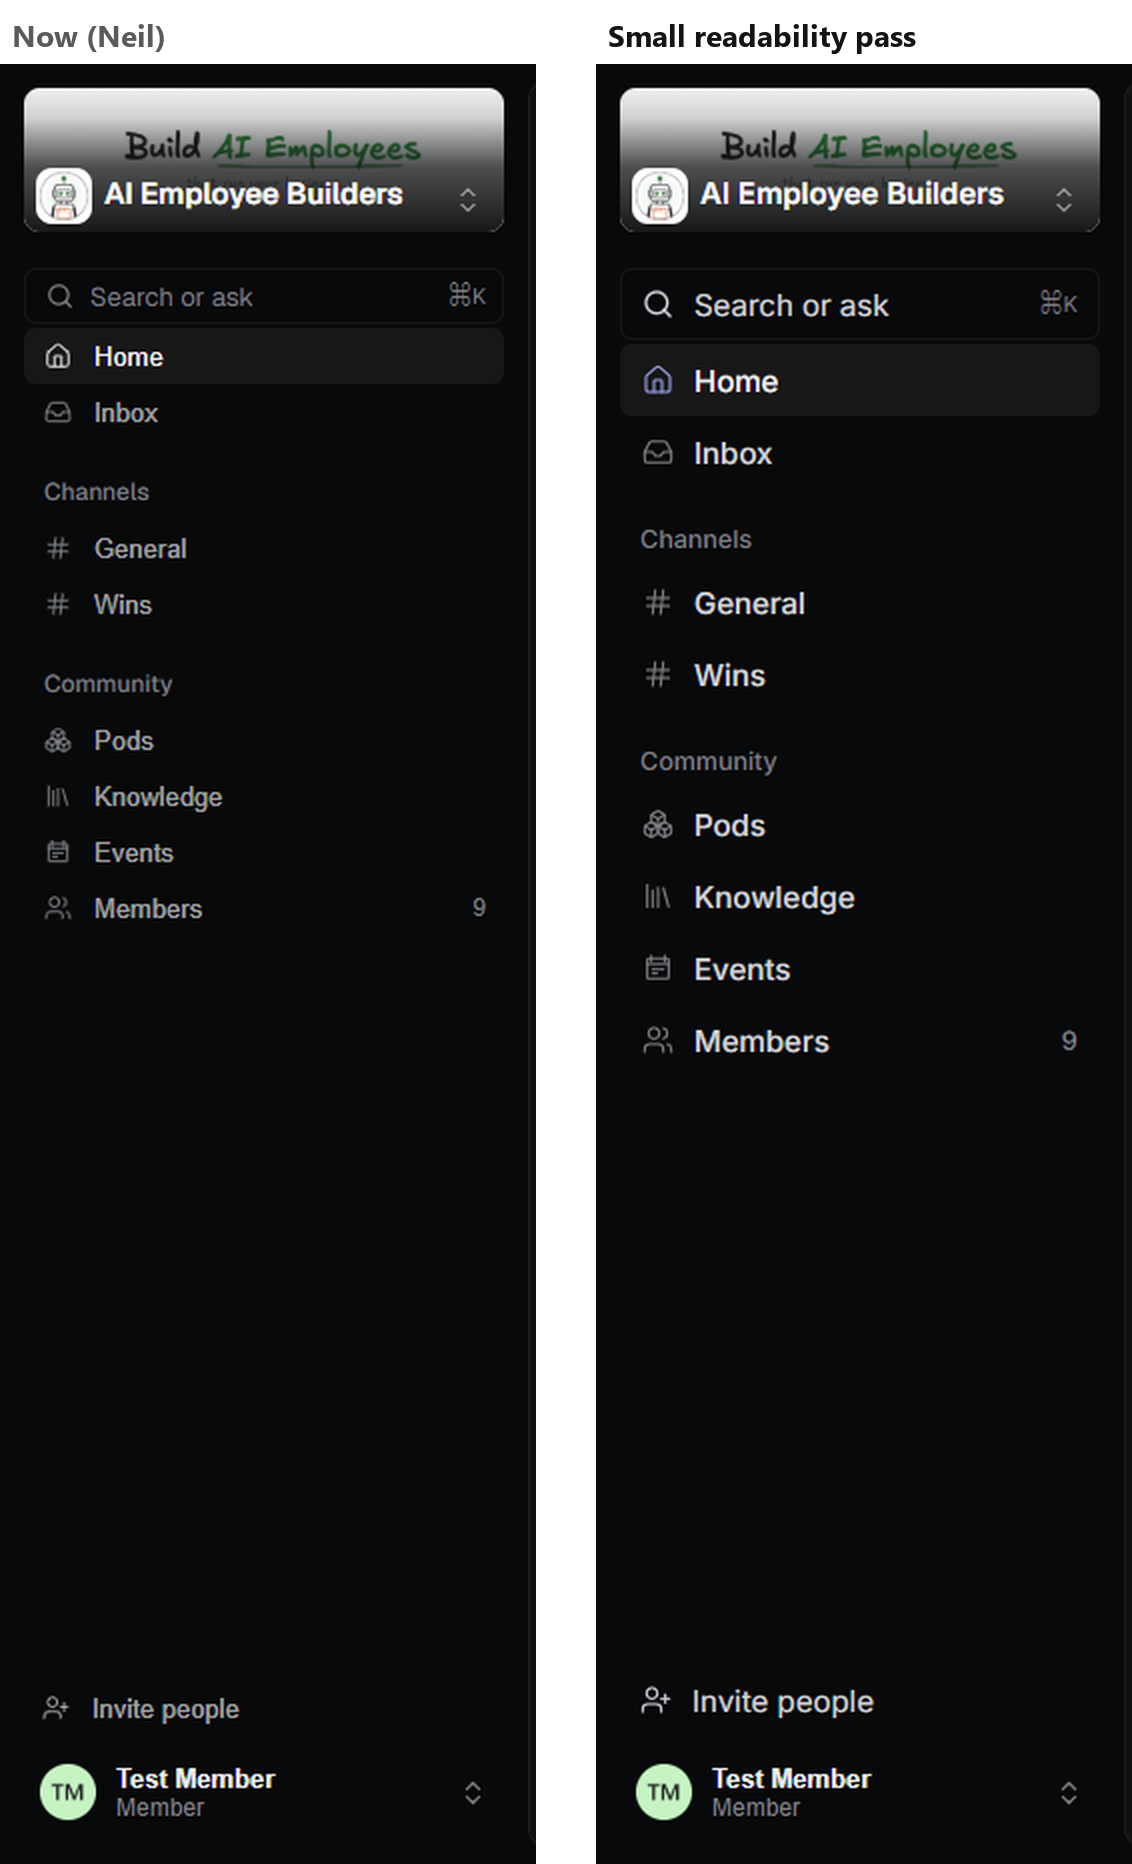 Now (Neil)
Build AI Employees
AI Employee Builders
Search or ask ⌘K
Home
Inbox
Channels
# General
# Wins
Community
Pods
Knowledge
Events
Members 9
Invite people
TM
Test Member
Member
Small readability pass
Build AI Employees
AI Employee Builders
Search or ask ⌘K
Home
Inbox
Channels
# General
# Wins
Community
Pods
Knowledge
Events
Members 9
Invite people
TM
Test Member
Member